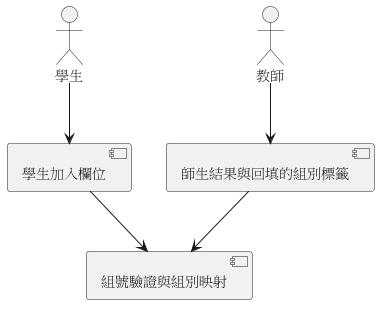 學生
教師
學生加入欄位
師生結果與回填的組別標籤
組號驗證與組別映射